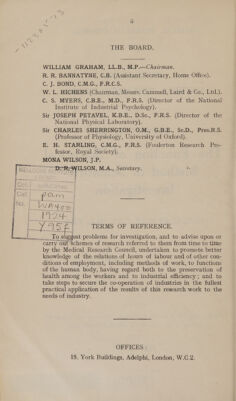 THE BOARD.
WILLIAM GRAHAM, LL.B., M.P.—Chairman.
R. R. BANNATYNE, C.B. (Assistant Secretary, Home Office).
C. J. BOND, C.M.G., F.R.C.S.
W. L. HICHENS (Chairman, Messrs. Cammell, Laird & Co., Ltd.).
C. S. MYERS, C.B.E., M.D., F.R.S. (Director of the National
Institute of Industrial Psychology).
Sir JOSEPH PETAVEL, K.B.E., D.Sc., F.R.S. (Director of the
National Physical Laboratory).
Sir CHARLES SHERRINGTON, O.M., G.B.E., Sc.D., Pres.R.S.
(Professor of Physiology, University of Oxford).
E. H. STARLING, C.M.G., F.R.S. (Foulerton Research Pro-
fessor, Royal Society).
MONA WILSON, J.P.
D. R. WILSON, M.A., Secretary.
Coll.
pam
No.
WA400
1924
Y95f
TERMS OF REFERENCE.
To suggest problems for investigation, and to advise upon or
carry out schemes of research referred to them from time to time
by the Medical Research Council, undertaken to promote better
knowledge of the relations of hours of labour and of other con-
ditions of employment, including methods of work, to functions
of the human body, having regard both to the preservation of
health among the workers and to industrial efficiency; and to
take steps to secure the co-operation of industries in the fullest
practical application of the results of this research work to the
needs of industry.
OFFICES:
15, York Buildings, Adelphi, London, W.C.2.